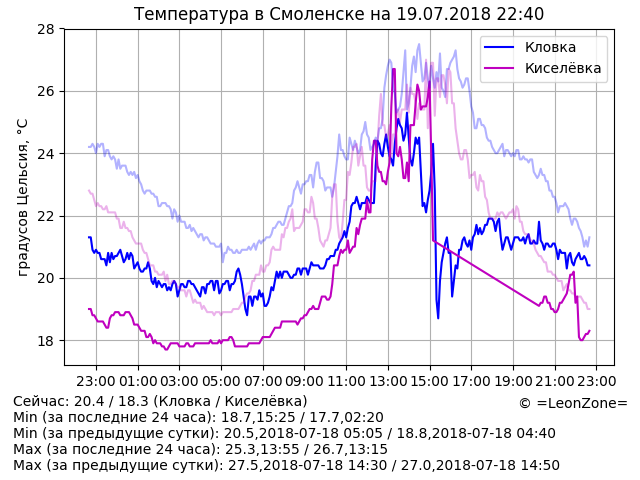 Температура в Смоленске на 19.07.2018 22:40
градусов Цельсия, °C
28
26
24
22
20
18
Кловка
Киселёвка
23:00 01:00 03:00 05:00 07:00 09:00 11:00 13:00 15:00 17:00 19:00 21:00 23:00
Сейчас: 20.4 / 18.3 (Кловка / Киселёвка)
© =LeonZone=
Min (за последние 24 часа): 18.7,15:25 / 17.7,02:20
Min (за предыдущие сутки): 20.5,2018-07-18 05:05 / 18.8,2018-07-18 04:40
Max (за последние 24 часа): 25.3,13:55 / 26.7,13:15
Max (за предыдущие сутки): 27.5,2018-07-18 14:30 / 27.0,2018-07-18 14:50